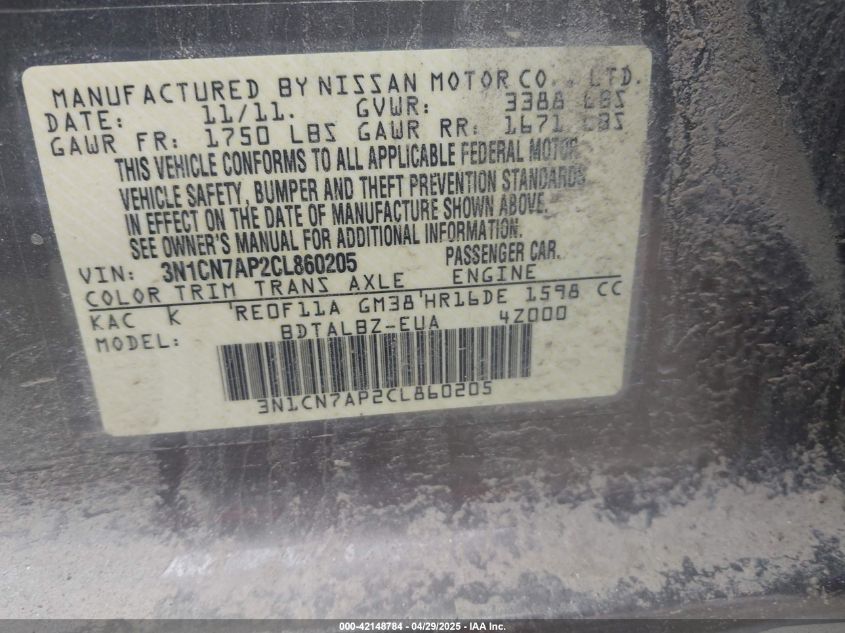 MANUFACTURED BY NISSAN MOTOR CO., LTD.
DATE: 11/11. GVWR: 3388 LBS
GAWR FR: 1750 LBS GAWR RR: 1671 LBS
THIS VEHICLE CONFORMS TO ALL APPLICABLE FEDERAL MOTOR
VEHICLE SAFETY, BUMPER AND THEFT PREVENTION STANDARDS
IN EFFECT ON THE DATE OF MANUFACTURE SHOWN ABOVE.
SEE OWNER'S MANUAL FOR ADDITIONAL INFORMATION.
VIN: 3N1CN7AP2CL860205 PASSENGER CAR.
COLOR TRIM TRANS AXLE ENGINE
KAC K RE0F11A GM38 HR16DE 1598 CC
MODEL: BDTALBZ-EUA 4Z000
3N1CN7AP2CL860205
000-42148784 - 04/29/2025 - IAA Inc.